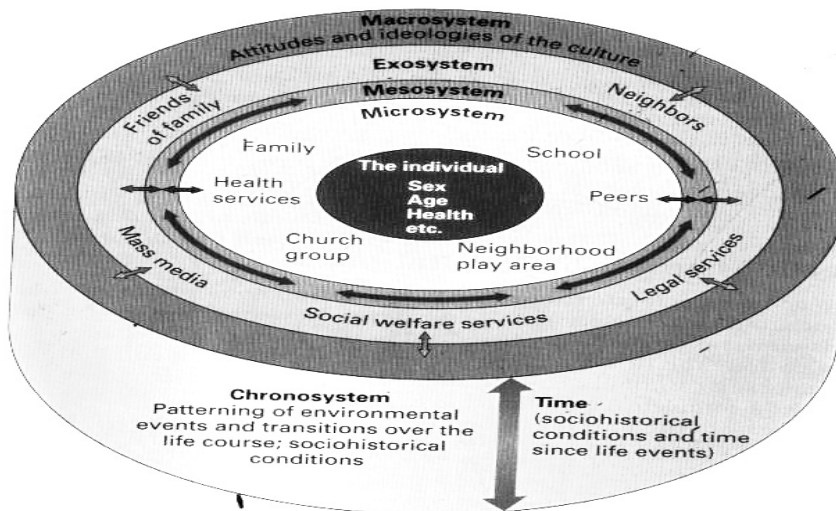 Macrosystem
Attitudes and ideologies of the culture
Exosystem
Mesosystem
Microsystem
Friends
of family
Neighbors
Family
School
The individual
Sex
Age
Health
etc.
Health
services
Peers
Church
group
Neighborhood
play area
Mass media
Legal services
Social welfare services
Chronosystem
Patterning of environmental
events and transitions over the
life course; sociohistorical
conditions
Time
(sociohistorical
conditions and time
since life events)